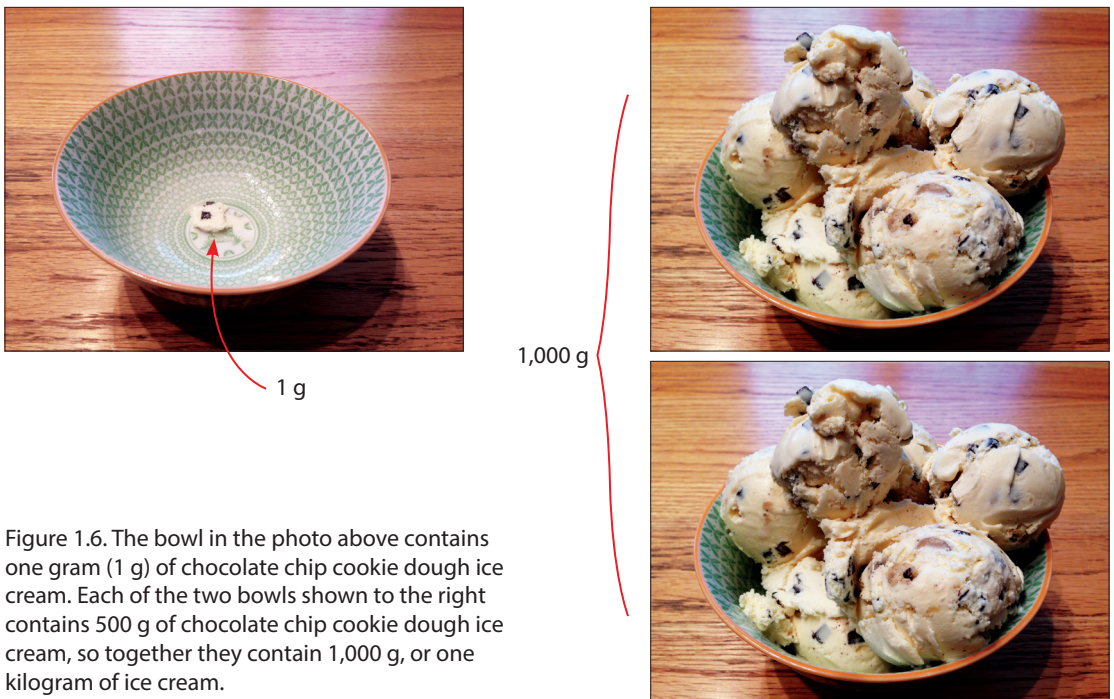 1 g
1,000 g
Figure 1.6. The bowl in the photo above contains
one gram (1 g) of chocolate chip cookie dough ice
cream. Each of the two bowls shown to the right
contains 500 g of chocolate chip cookie dough ice
cream, so together they contain 1,000 g, or one
kilogram of ice cream.